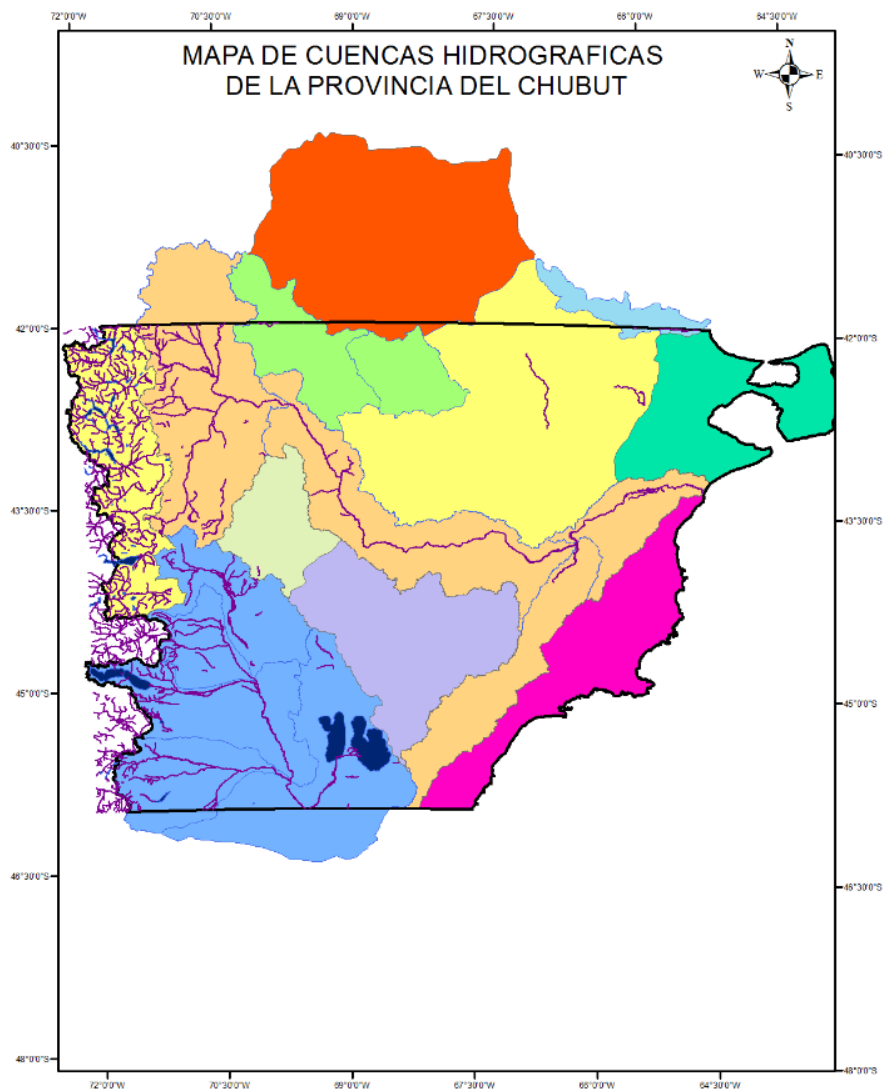 72°0'0"W 70°30'0"W 69°0'0"W 67°30'0"W 66°0'0"W 64°30'0"W
MAPA DE CUENCAS HIDROGRAFICAS
DE LA PROVINCIA DEL CHUBUT
N
W E
S
40°30'0"S 40°30'0"S
42°0'0"S 42°0'0"S
43°30'0"S 43°30'0"S
45°0'0"S 45°0'0"S
46°30'0"S 46°30'0"S
48°0'0"S 48°0'0"S
72°0'0"W 70°30'0"W 69°0'0"W 67°30'0"W 66°0'0"W 64°30'0"W